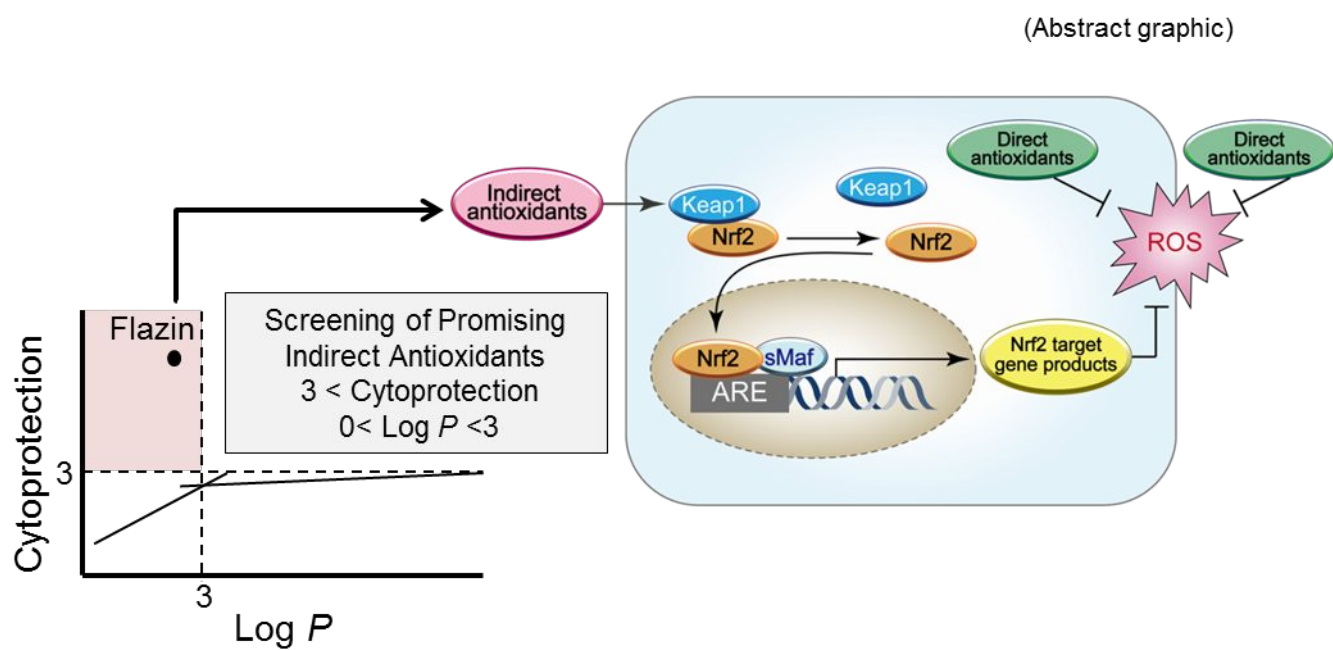 (Abstract graphic)
Direct
antioxidants
Direct
antioxidants
Indirect
antioxidants
Keap1
Keap1
Nrf2
Nrf2
ROS
Flazin
Screening of Promising
Indirect Antioxidants
3 < Cytoprotection
0< Log P <3
Nrf2
sMaf
ARE
Nrf2 target
gene products
Cytoprotection
3
3
Log P